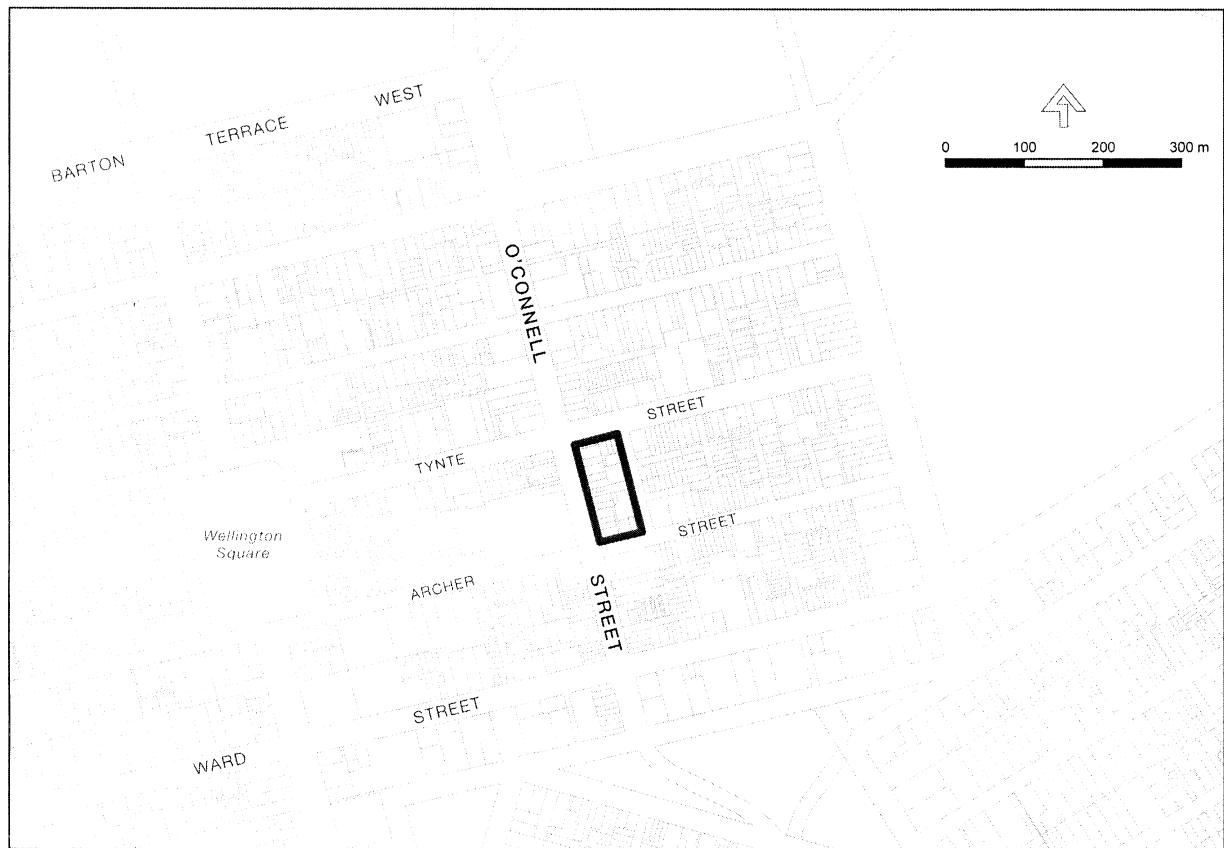 WEST
TERRACE
BARTON
0 100 200 300 m
O'CONNELL
STREET
TYNTE
STREET
Wellington
Square
ARCHER
STREET
STREET
WARD